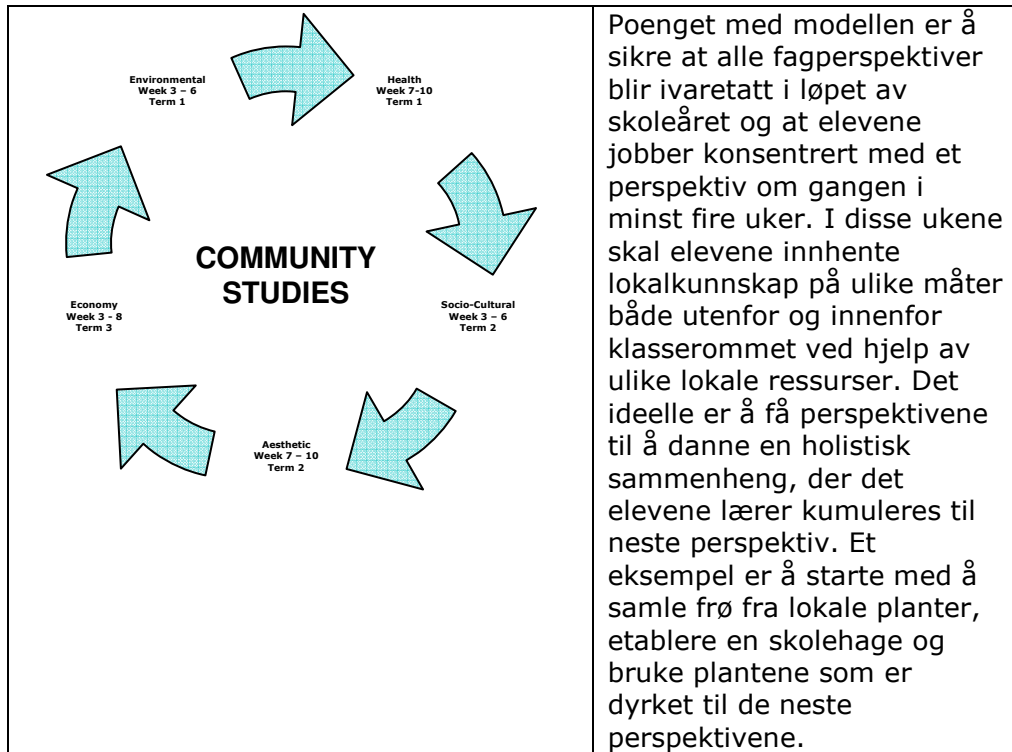 Environmental
Week 3 – 6
Term 1
Health
Week 7-10
Term 1
COMMUNITY
STUDIES
Economy
Week 3 - 8
Term 3
Socio-Cultural
Week 3 – 6
Term 2
Aesthetic
Week 7 – 10
Term 2
Poenget med modellen er å
sikre at alle fagperspektiver
blir ivaretatt i løpet av
skoleåret og at elevene
jobber konsentrert med et
perspektiv om gangen i
minst fire uker. I disse ukene
skal elevene innhente
lokalkunnskap på ulike måter
både utenfor og innenfor
klasserommet ved hjelp av
ulike lokale ressurser. Det
ideelle er å få perspektivene
til å danne en holistisk
sammenheng, der det
elevene lærer kumuleres til
neste perspektiv. Et
eksempel er å starte med å
samle frø fra lokale planter,
etablere en skolehage og
bruke plantene som er
dyrket til de neste
perspektivene.